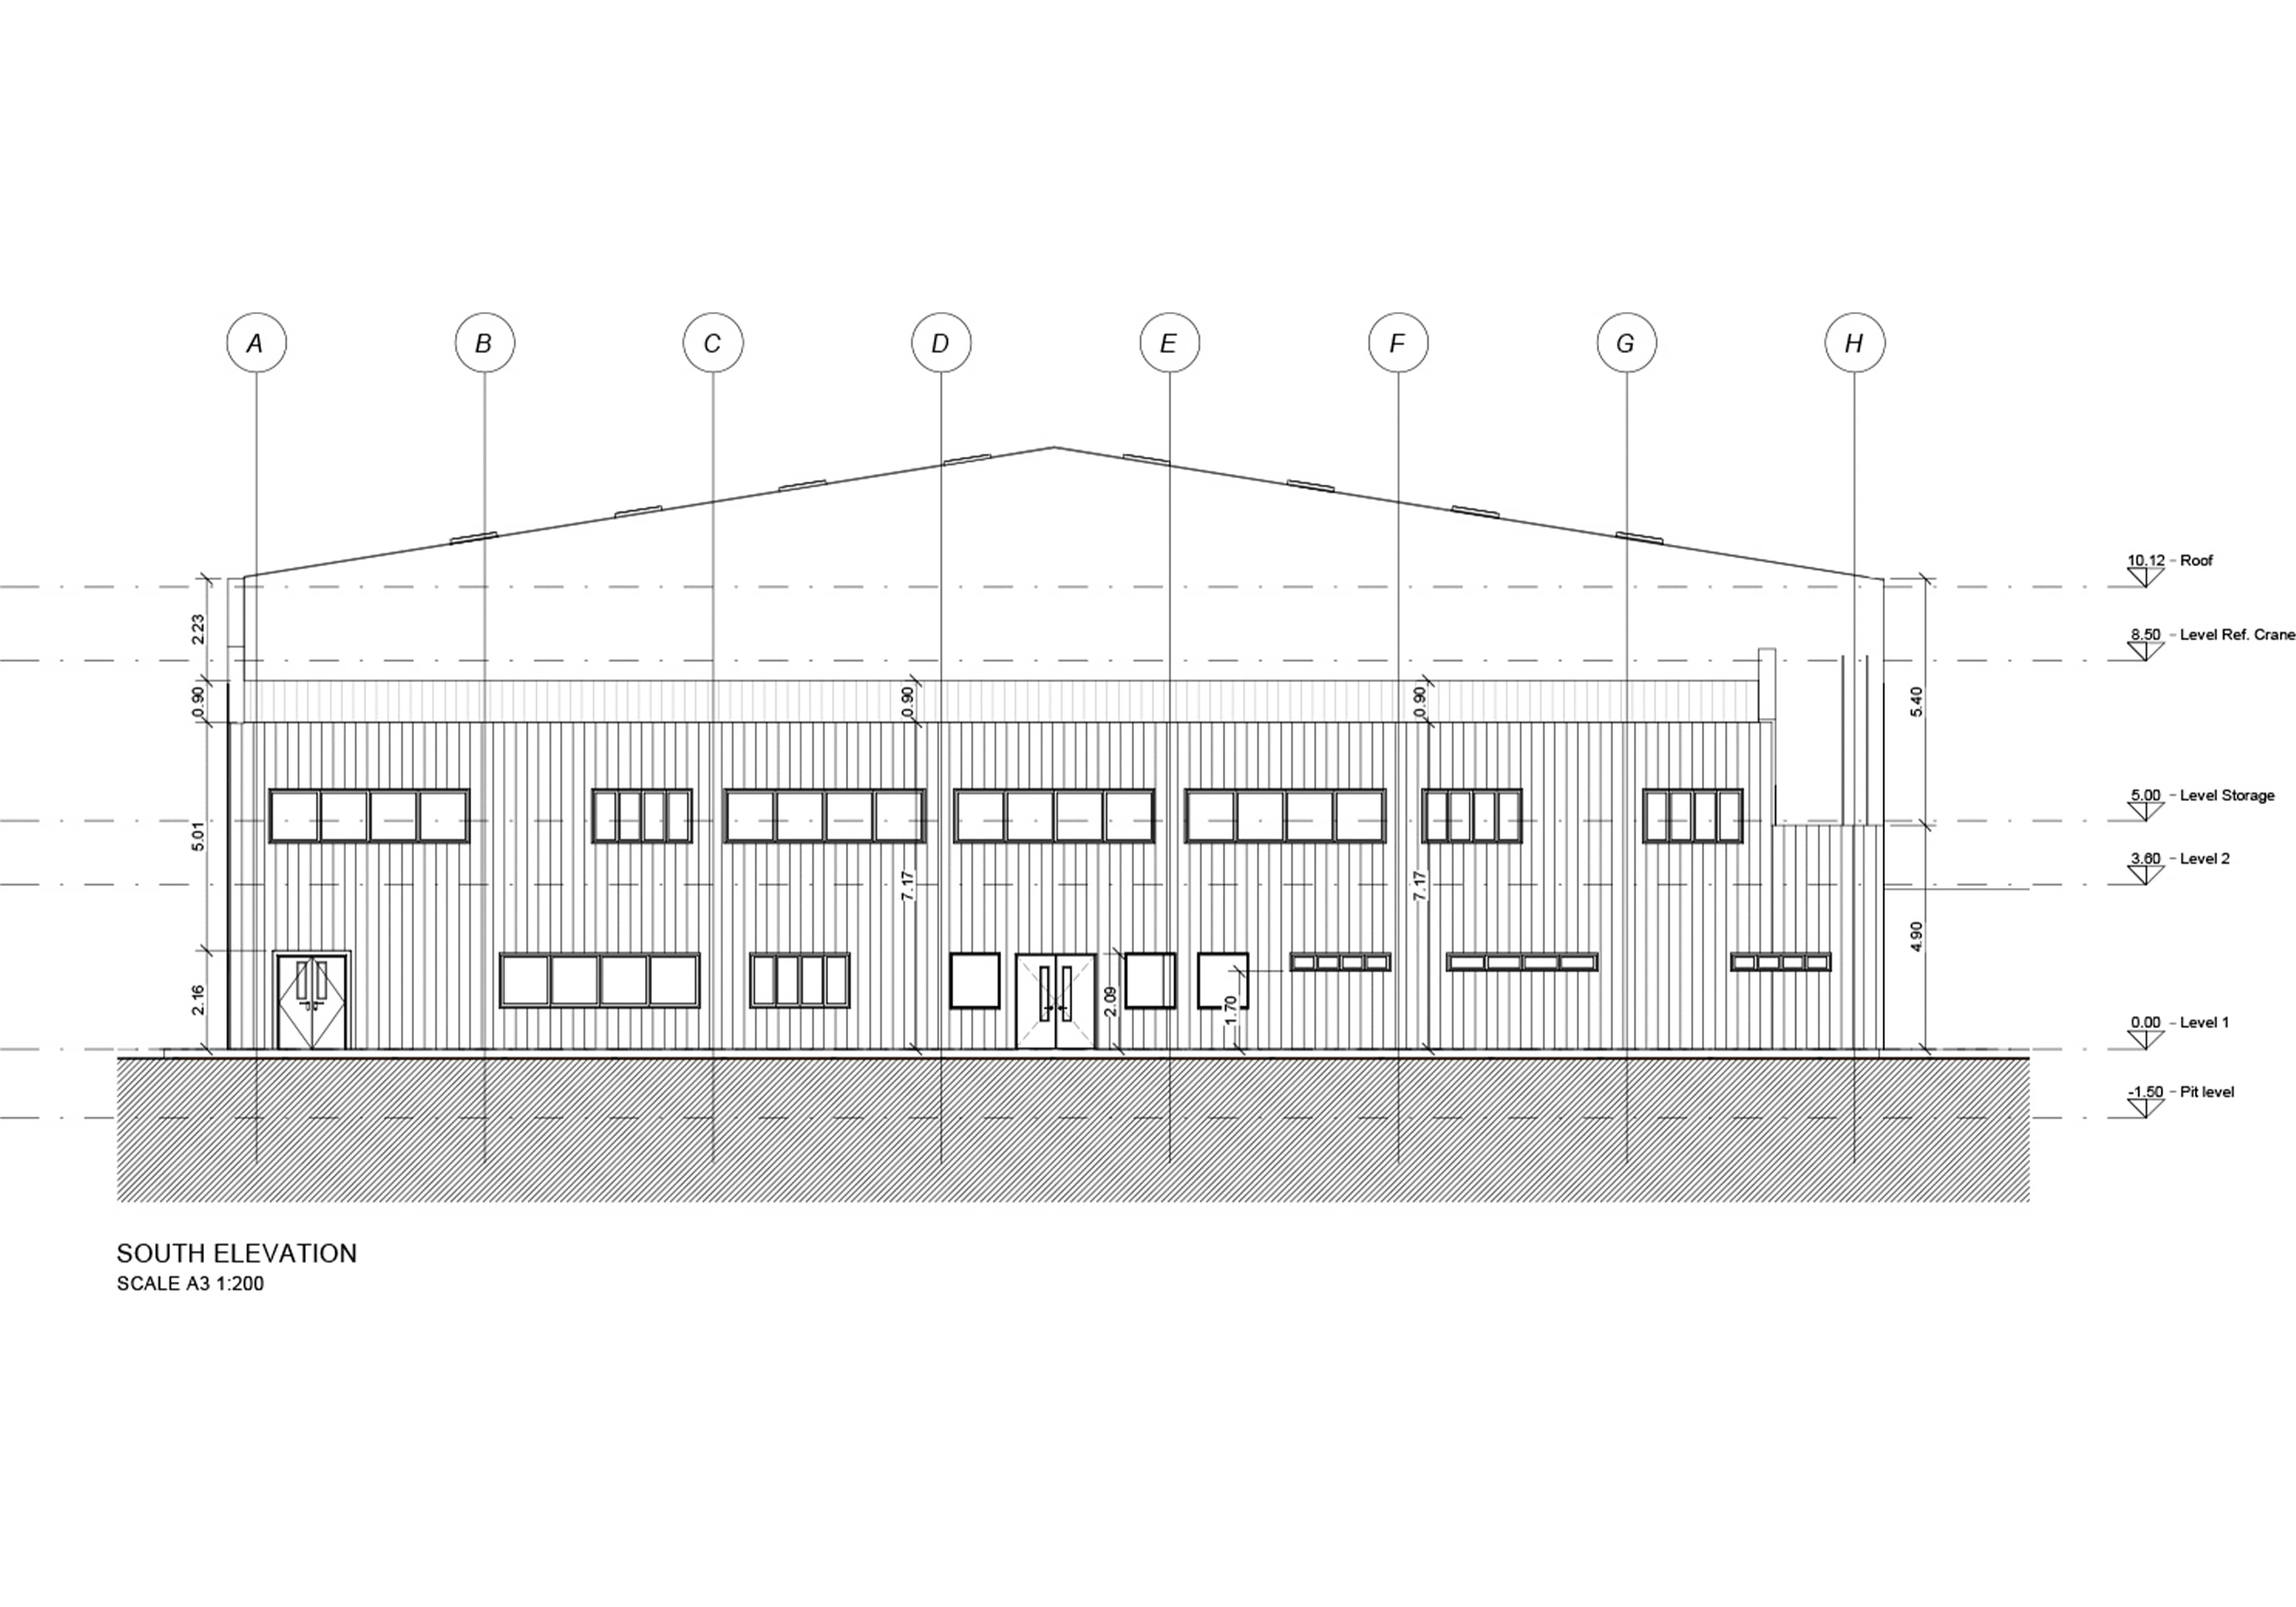 A B C D E F G H
10.12 - Roof
8.50 - Level Ref. Crane
2.23
0.90 0.90 0.90
5.40
5.00 - Level Storage
5.01
3.60 - Level 2
7.17 7.17
4.90
2.16
2.09
1.70
0.00 - Level 1
-1.50 - Pit level
SOUTH ELEVATION
SCALE A3 1:200